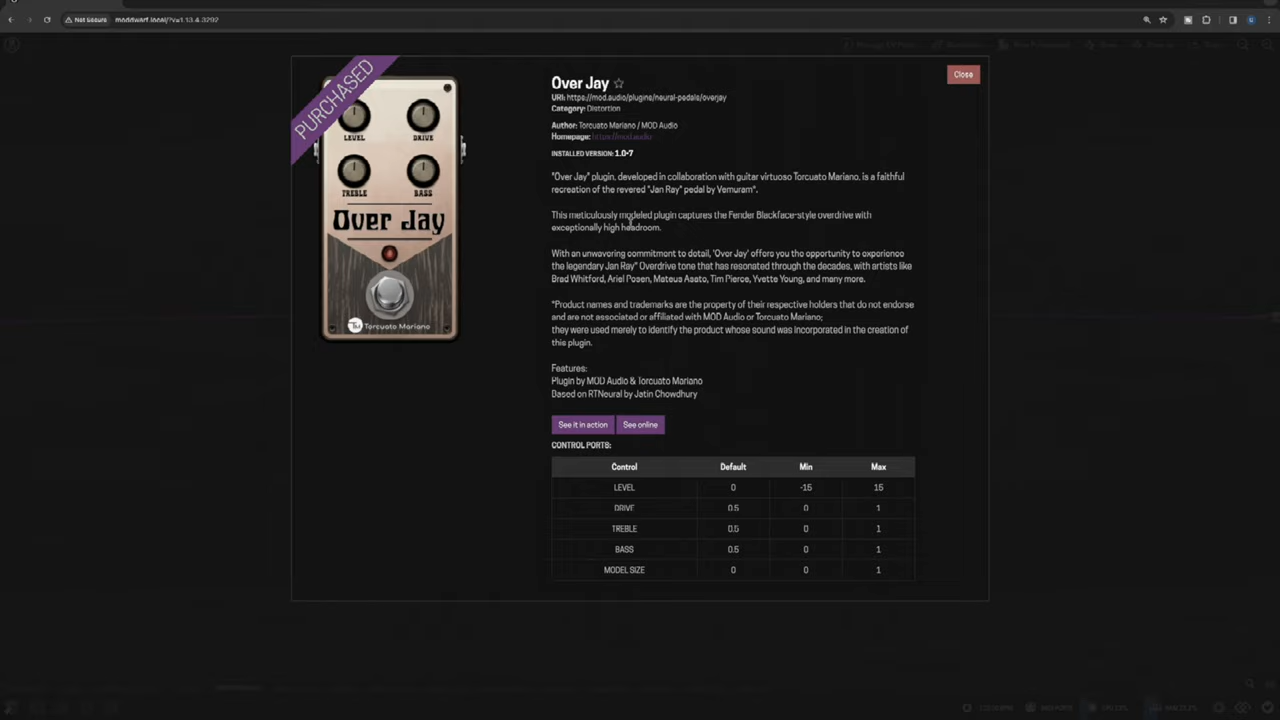 Not Secure moddwarf.local/?v=1.13.4.3292
PURCHASED
LEVEL DRIVE
TREBLE BASS
Over Jay
TM Torcuato Mariano
Over Jay
Close
URI: https://mod.audio/plugins/neural-pedals/overjay
Category: Distortion
Author: Torcuato Mariano / MOD Audio
Homepage: https://mod.audio
INSTALLED VERSION: 1.0-7
"Over Jay" plugin, developed in collaboration with guitar virtuoso Torcuato Mariano, is a faithful
recreation of the revered "Jan Ray" pedal by Vemuram*.
This meticulously modeled plugin captures the Fender Blackface-style overdrive with
exceptionally high headroom.
With an unwavering commitment to detail, 'Over Jay' offers you the opportunity to experience
the legendary Jan Ray* Overdrive tone that has resonated through the decades, with artists like
Brad Whitford, Ariel Posen, Mateus Asato, Tim Pierce, Yvette Young, and many more.
*Product names and trademarks are the property of their respective holders that do not endorse
and are not associated or affiliated with MOD Audio or Torcuato Mariano;
they were used merely to identify the product whose sound was incorporated in the creation of
this plugin.
Features:
Plugin by MOD Audio & Torcuato Mariano
Based on RTNeural by Jatin Chowdhury
See it in action See online
CONTROL PORTS:
Control Default Min Max
LEVEL 0 -15 15
DRIVE 0.5 0 1
TREBLE 0.5 0 1
BASS 0.5 0 1
MODEL SIZE 0 0 1